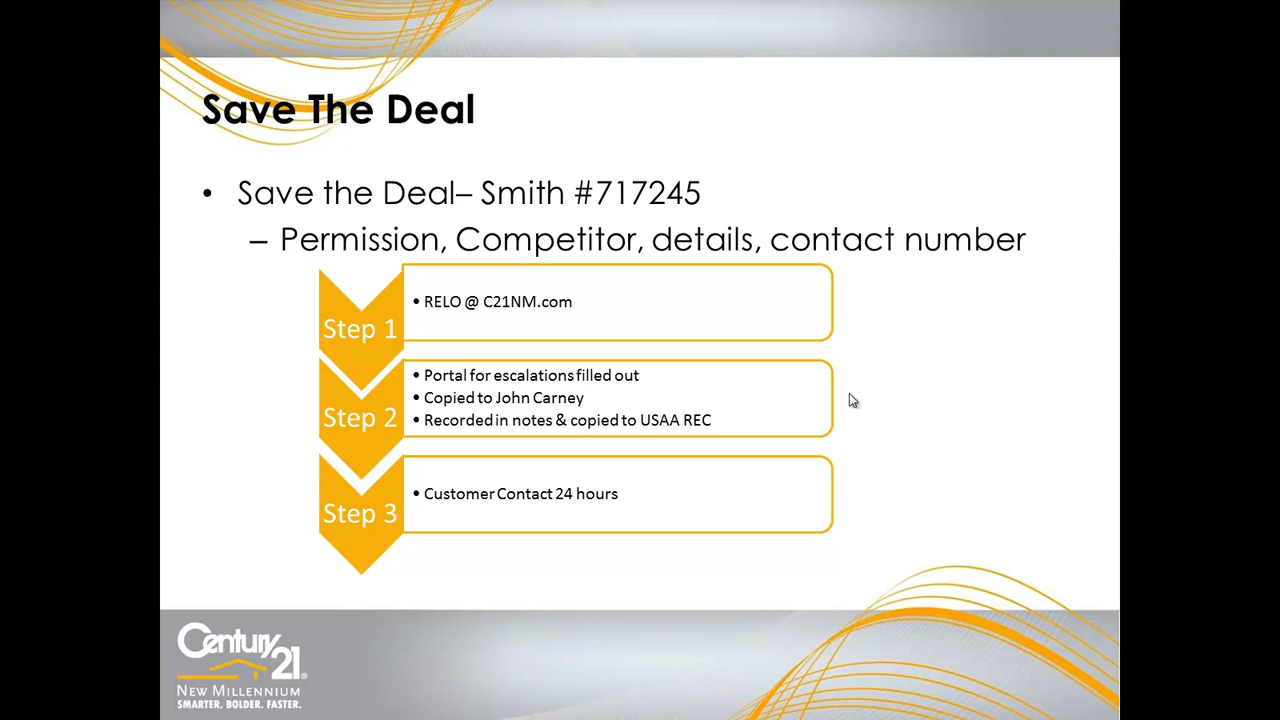 Save The Deal
• Save the Deal– Smith #717245
– Permission, Competitor, details, contact number
Step 1
• RELO @ C21NM.com
Step 2
• Portal for escalations filled out
• Copied to John Carney
• Recorded in notes & copied to USAA REC
Step 3
• Customer Contact 24 hours
Century 21®
NEW MILLENNIUM
SMARTER. BOLDER. FASTER.